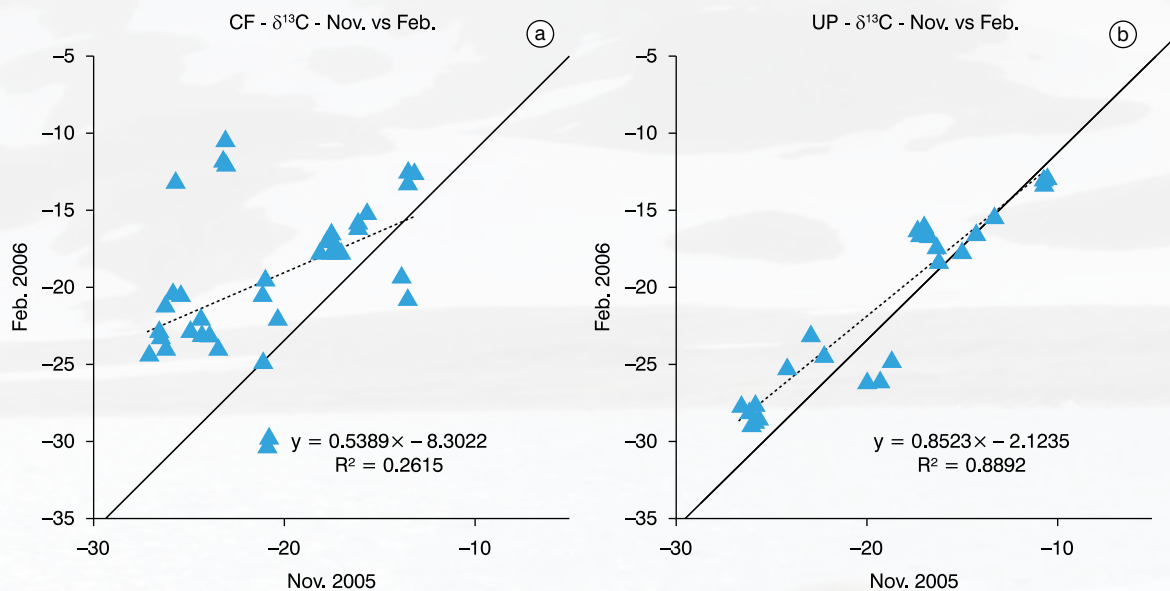 CF - δ¹³C - Nov. vs Feb.
a
−5
−10
−15
−20
−25
−30
−35
Feb. 2006
y = 0.5389× − 8.3022
R² = 0.2615
−30
−20
−10
Nov. 2005
UP - δ¹³C - Nov. vs Feb.
b
−5
−10
−15
−20
−25
−30
−35
Feb. 2006
y = 0.8523× − 2.1235
R² = 0.8892
−30
−20
−10
Nov. 2005